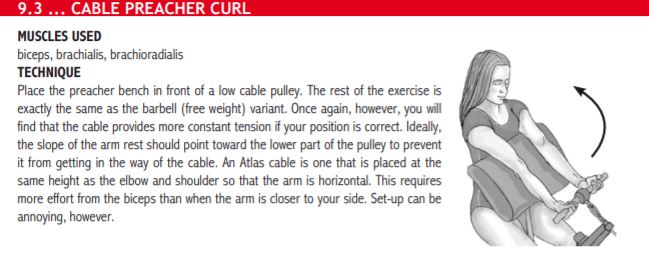 9.3 ... CABLE PREACHER CURL
MUSCLES USED
biceps, brachialis, brachioradialis
TECHNIQUE
Place the preacher bench in front of a low cable pulley. The rest of the exercise is
exactly the same as the barbell (free weight) variant. Once again, however, you will
find that the cable provides more constant tension if your position is correct. Ideally,
the slope of the arm rest should point toward the lower part of the pulley to prevent
it from getting in the way of the cable. An Atlas cable is one that is placed at the
same height as the elbow and shoulder so that the arm is horizontal. This requires
more effort from the biceps than when the arm is closer to your side. Set-up can be
annoying, however.